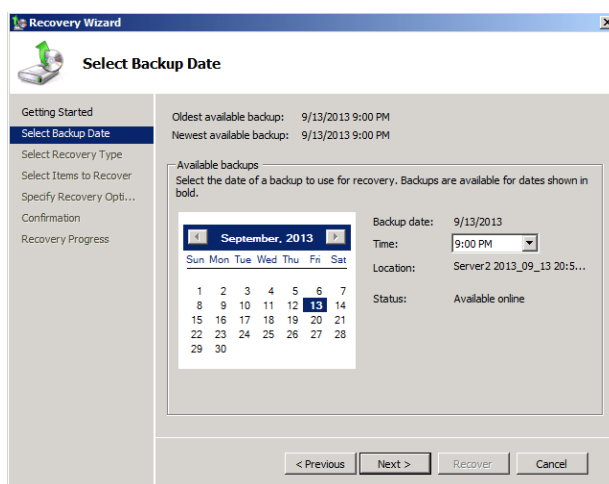 Recovery Wizard
Select Backup Date
Getting Started
Select Backup Date
Select Recovery Type
Select Items to Recover
Specify Recovery Opti...
Confirmation
Recovery Progress
Oldest available backup: 9/13/2013 9:00 PM
Newest available backup: 9/13/2013 9:00 PM
Available backups
Select the date of a backup to use for recovery. Backups are available for dates shown in
bold.
September, 2013
Sun Mon Tue Wed Thu Fri Sat
1 2 3 4 5 6 7
8 9 10 11 12 13 14
15 16 17 18 19 20 21
22 23 24 25 26 27 28
29 30
Backup date: 9/13/2013
Time: 9:00 PM
Location: Server2 2013_09_13 20:5...
Status: Available online
< Previous Next > Recover Cancel